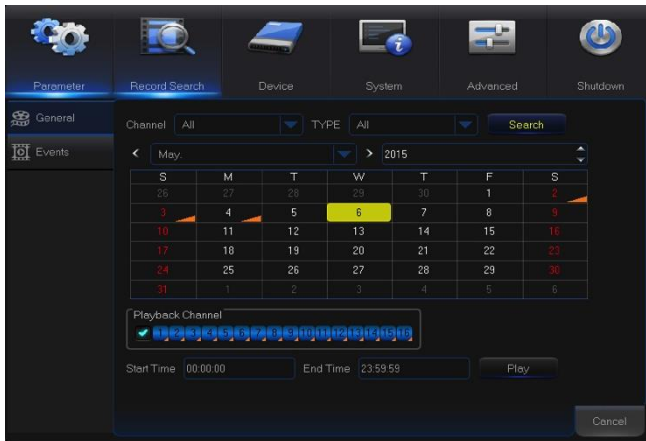 Parameter Record Search Device System Advanced Shutdown
General
Events
Channel All TYPE All Search
< May. > 2015
S M T W T F S
26 27 28 29 30 1 2
3 4 5 6 7 8 9
10 11 12 13 14 15 16
17 18 19 20 21 22 23
24 25 26 27 28 29 30
31 1 2 3 4 5 6
Playback Channel
1 2 3 4 5 6 7 8 9 10 11 12 13 14 15 16
Start Time 00:00:00 End Time 23:59:59 Play
Cancel